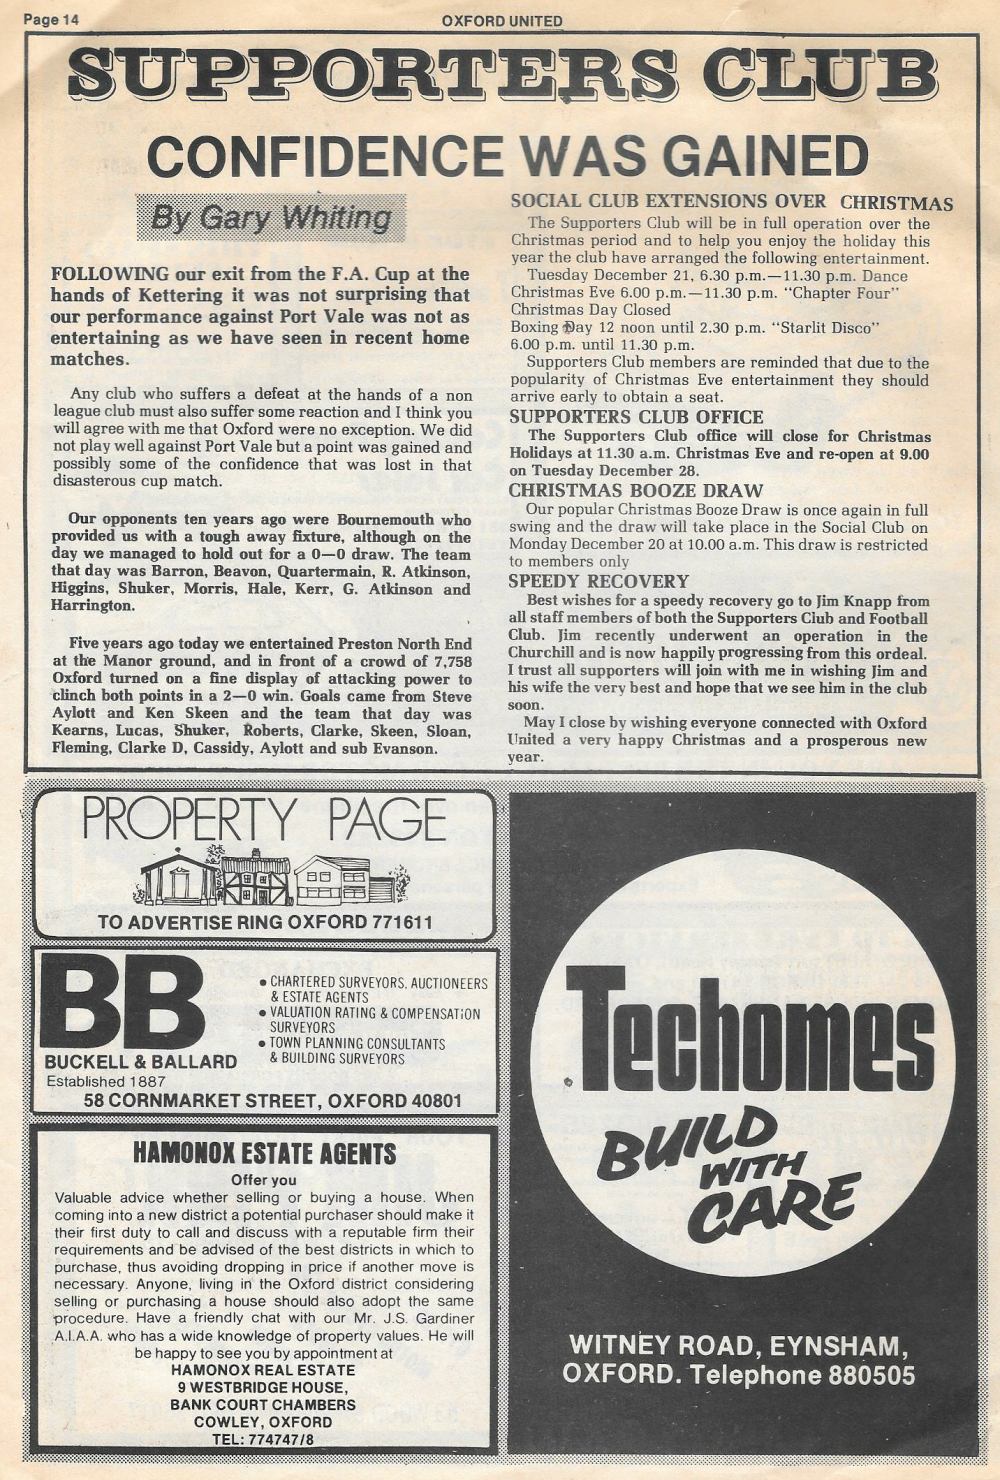 Page 14
OXFORD UNITED
SUPPORTERS CLUB
CONFIDENCE WAS GAINED
By Gary Whiting
FOLLOWING our exit from the F.A. Cup at the
hands of Kettering it was not surprising that
our performance against Port Vale was not as
entertaining as we have seen in recent home
matches.
Any club who suffers a defeat at the hands of a non
league club must also suffer some reaction and I think you
will agree with me that Oxford were no exception. We did
not play well against Port Vale but a point was gained and
possibly some of the confidence that was lost in that
disasterous cup match.
Our opponents ten years ago were Bournemouth who
provided us with a tough away fixture, although on the
day we managed to hold out for a 0—0 draw. The team
that day was Barron, Beavon, Quartermain, R. Atkinson,
Higgins, Shuker, Morris, Hale, Kerr, G. Atkinson and
Harrington.
Five years ago today we entertained Preston North End
at the Manor ground, and in front of a crowd of 7,758
Oxford turned on a fine display of attacking power to
clinch both points in a 2—0 win. Goals came from Steve
Aylott and Ken Skeen and the team that day was
Kearns, Lucas, Shuker, Roberts, Clarke, Skeen, Sloan,
Fleming, Clarke D, Cassidy, Aylott and sub Evanson.
SOCIAL CLUB EXTENSIONS OVER CHRISTMAS
The Supporters Club will be in full operation over the
Christmas period and to help you enjoy the holiday this
year the club have arranged the following entertainment.
Tuesday December 21, 6.30 p.m.—11.30 p.m. Dance
Christmas Eve 6.00 p.m.—11.30 p.m. "Chapter Four"
Christmas Day Closed
Boxing Day 12 noon until 2.30 p.m. "Starlit Disco"
6.00 p.m. until 11.30 p.m.
Supporters Club members are reminded that due to the
popularity of Christmas Eve entertainment they should
arrive early to obtain a seat.
SUPPORTERS CLUB OFFICE
The Supporters Club office will close for Christmas
Holidays at 11.30 a.m. Christmas Eve and re-open at 9.00
on Tuesday December 28.
CHRISTMAS BOOZE DRAW
Our popular Christmas Booze Draw is once again in full
swing and the draw will take place in the Social Club on
Monday December 20 at 10.00 a.m. This draw is restricted
to members only
SPEEDY RECOVERY
Best wishes for a speedy recovery go to Jim Knapp from
all staff members of both the Supporters Club and Football
Club. Jim recently underwent an operation in the
Churchill and is now happily progressing from this ordeal.
I trust all supporters will join with me in wishing Jim and
his wife the very best and hope that we see him in the club
soon.
May I close by wishing everyone connected with Oxford
United a very happy Christmas and a prosperous new
year.
PROPERTY PAGE
TO ADVERTISE RING OXFORD 771611
BB
BUCKELL & BALLARD
Established 1887
• CHARTERED SURVEYORS, AUCTIONEERS
& ESTATE AGENTS
• VALUATION RATING & COMPENSATION
SURVEYORS
• TOWN PLANNING CONSULTANTS
& BUILDING SURVEYORS
58 CORNMARKET STREET, OXFORD 40801
HAMONOX ESTATE AGENTS
Offer you
Valuable advice whether selling or buying a house. When
coming into a new district a potential purchaser should make it
their first duty to call and discuss with a reputable firm their
requirements and be advised of the best districts in which to
purchase, thus avoiding dropping in price if another move is
necessary. Anyone, living in the Oxford district considering
selling or purchasing a house should also adopt the same
procedure. Have a friendly chat with our Mr. J.S. Gardiner
A.I.A.A. who has a wide knowledge of property values. He will
be happy to see you by appointment at
HAMONOX REAL ESTATE
9 WESTBRIDGE HOUSE,
BANK COURT CHAMBERS
COWLEY, OXFORD
TEL: 774747/8
Techomes
BUILD
WITH
CARE
WITNEY ROAD, EYNSHAM,
OXFORD. Telephone 880505